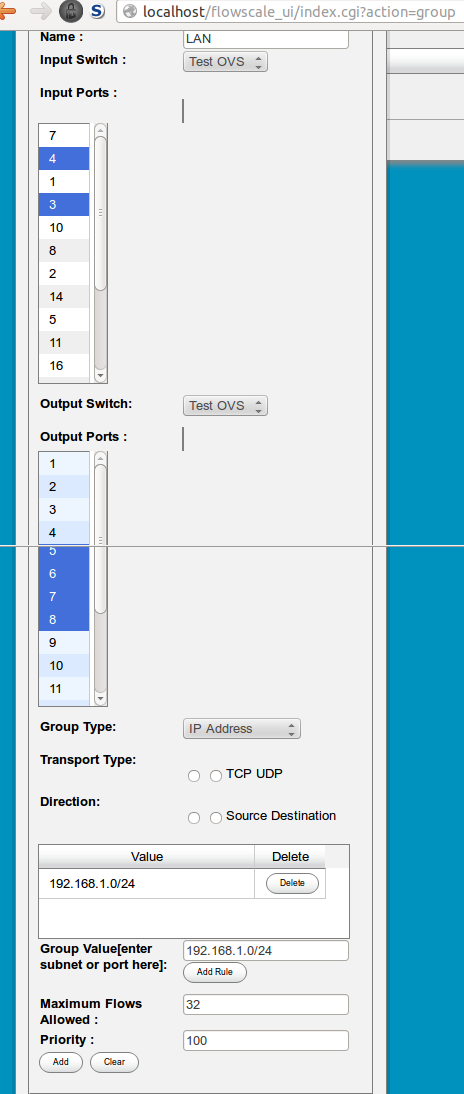 localhost/flowscale_ui/index.cgi?action=group
Name : LAN
Input Switch : Test OVS
Input Ports :
7
4
1
3
10
8
2
14
5
11
16
Output Switch: Test OVS
Output Ports :
1
2
3
4
5
6
7
8
9
10
11
Group Type: IP Address
Transport Type:
TCP UDP
Direction:
Source Destination
Value Delete
192.168.1.0/24 Delete
Group Value[enter 192.168.1.0/24
subnet or port here]: Add Rule
Maximum Flows 32
Allowed :
Priority : 100
Add Clear